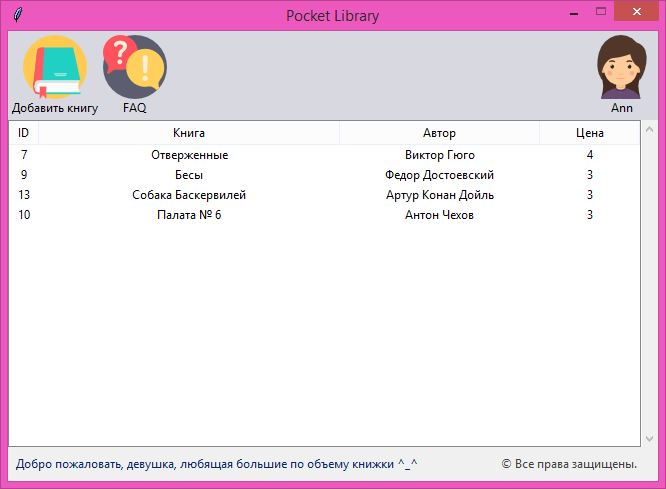 Pocket Library
Добавить книгу FAQ Ann
ID Книга Автор Цена
7 Отверженные Виктор Гюго 4
9 Бесы Федор Достоевский 3
13 Собака Баскервилей Артур Конан Дойль 3
10 Палата № 6 Антон Чехов 3
Добро пожаловать, девушка, любящая большие по объему книжки ^_^ © Все права защищены.